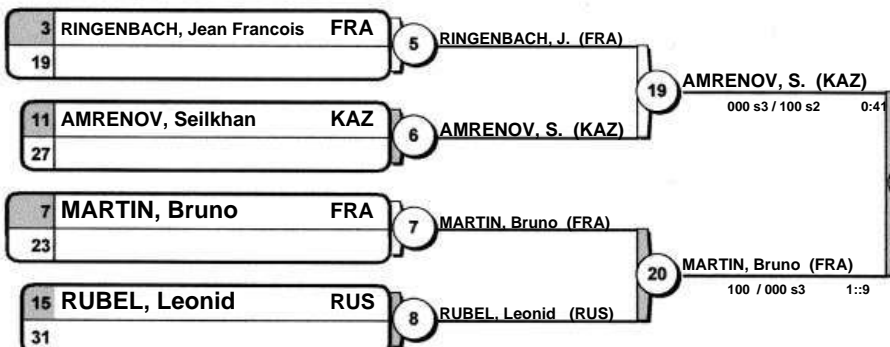 3 RINGENBACH, Jean Francois FRA
19
5
RINGENBACH, J. (FRA)
11 AMRENOV, Seilkhan KAZ
27
6
AMRENOV, S. (KAZ)
19
AMRENOV, S. (KAZ)
000 s3 / 100 s2 0:41
7 MARTIN, Bruno FRA
23
7
MARTIN, Bruno (FRA)
15 RUBEL, Leonid RUS
31
8
RUBEL, Leonid (RUS)
20
MARTIN, Bruno (FRA)
100 / 000 s3 1::9